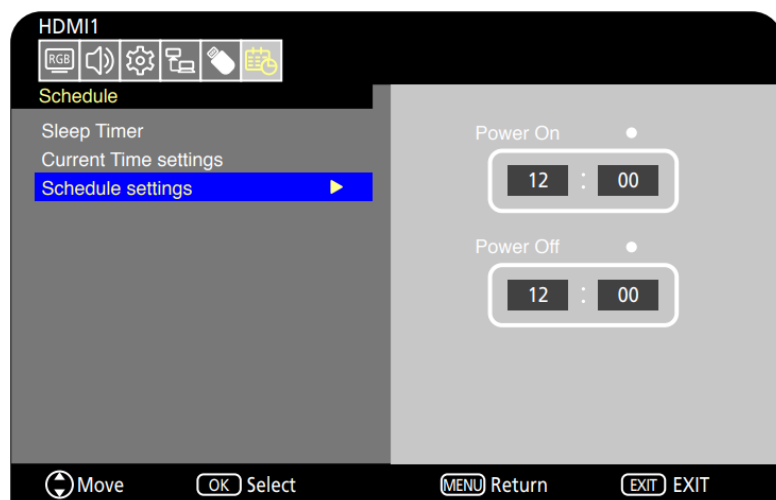 HDMI1
RGB
Schedule
Sleep Timer
Current Time settings
Schedule settings
Power On
12 : 00
Power Off
12 : 00
Move OK Select MENU Return EXIT EXIT